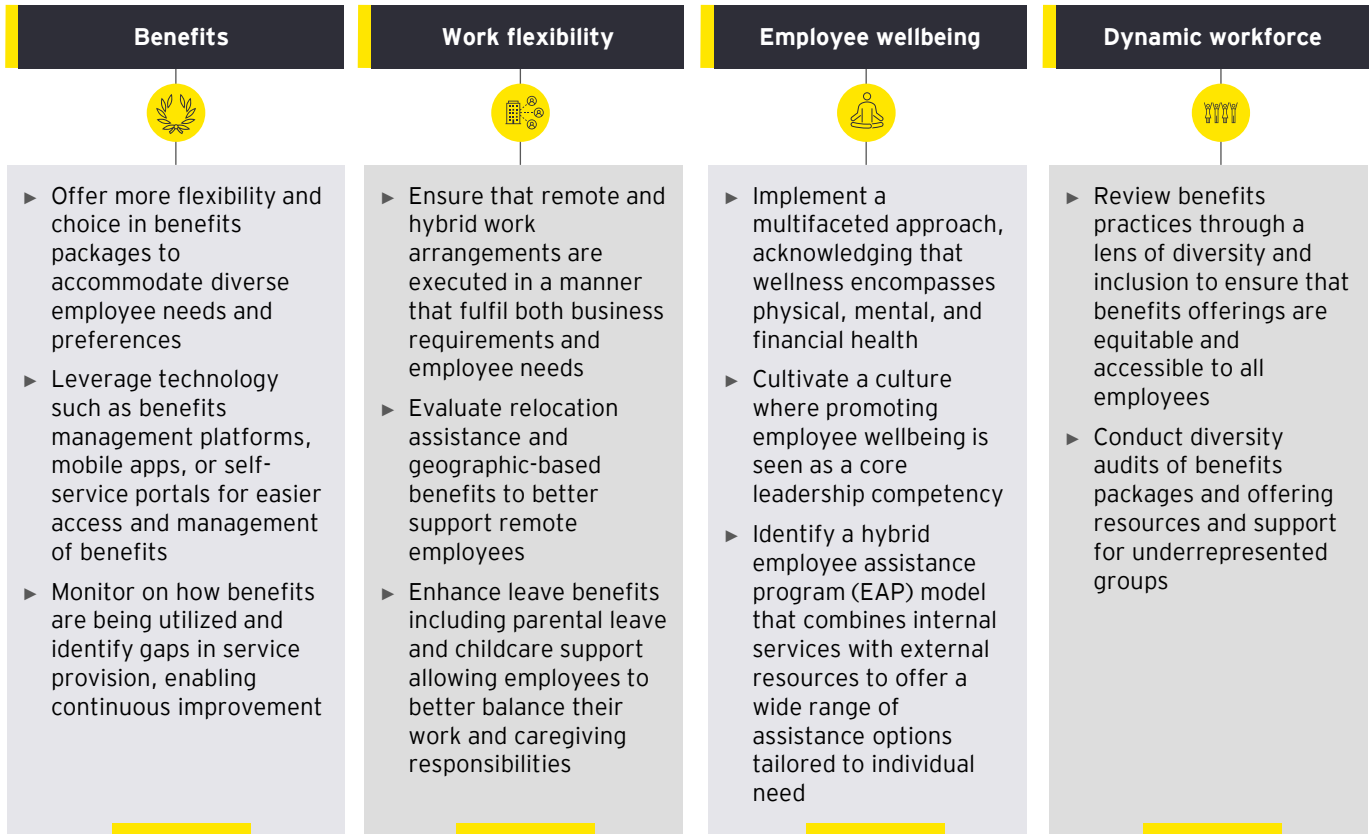 Benefits
Work flexibility
Employee wellbeing
Dynamic workforce
► Offer more flexibility and
choice in benefits
packages to
accommodate diverse
employee needs and
preferences
► Leverage technology
such as benefits
management platforms,
mobile apps, or self-
service portals for easier
access and management
of benefits
► Monitor on how benefits
are being utilized and
identify gaps in service
provision, enabling
continuous improvement
► Ensure that remote and
hybrid work
arrangements are
executed in a manner
that fulfil both business
requirements and
employee needs
► Evaluate relocation
assistance and
geographic-based
benefits to better
support remote
employees
► Enhance leave benefits
including parental leave
and childcare support
allowing employees to
better balance their
work and caregiving
responsibilities
► Implement a
multifaceted approach,
acknowledging that
wellness encompasses
physical, mental, and
financial health
► Cultivate a culture
where promoting
employee wellbeing is
seen as a core
leadership competency
► Identify a hybrid
employee assistance
program (EAP) model
that combines internal
services with external
resources to offer a
wide range of
assistance options
tailored to individual
need
► Review benefits
practices through a
lens of diversity and
inclusion to ensure that
benefits offerings are
equitable and
accessible to all
employees
► Conduct diversity
audits of benefits
packages and offering
resources and support
for underrepresented
groups